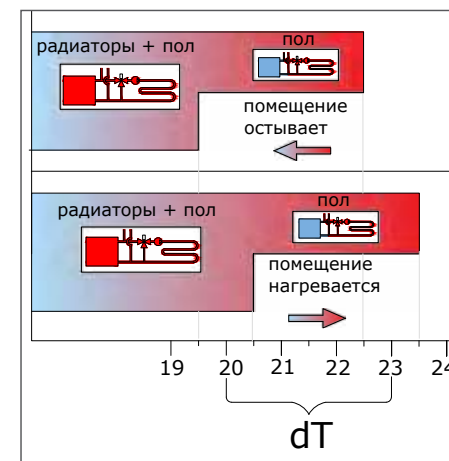 радиаторы + пол
пол
помещение
остывает
радиаторы + пол
пол
помещение
нагревается
19 20 21 22 23 24
dT